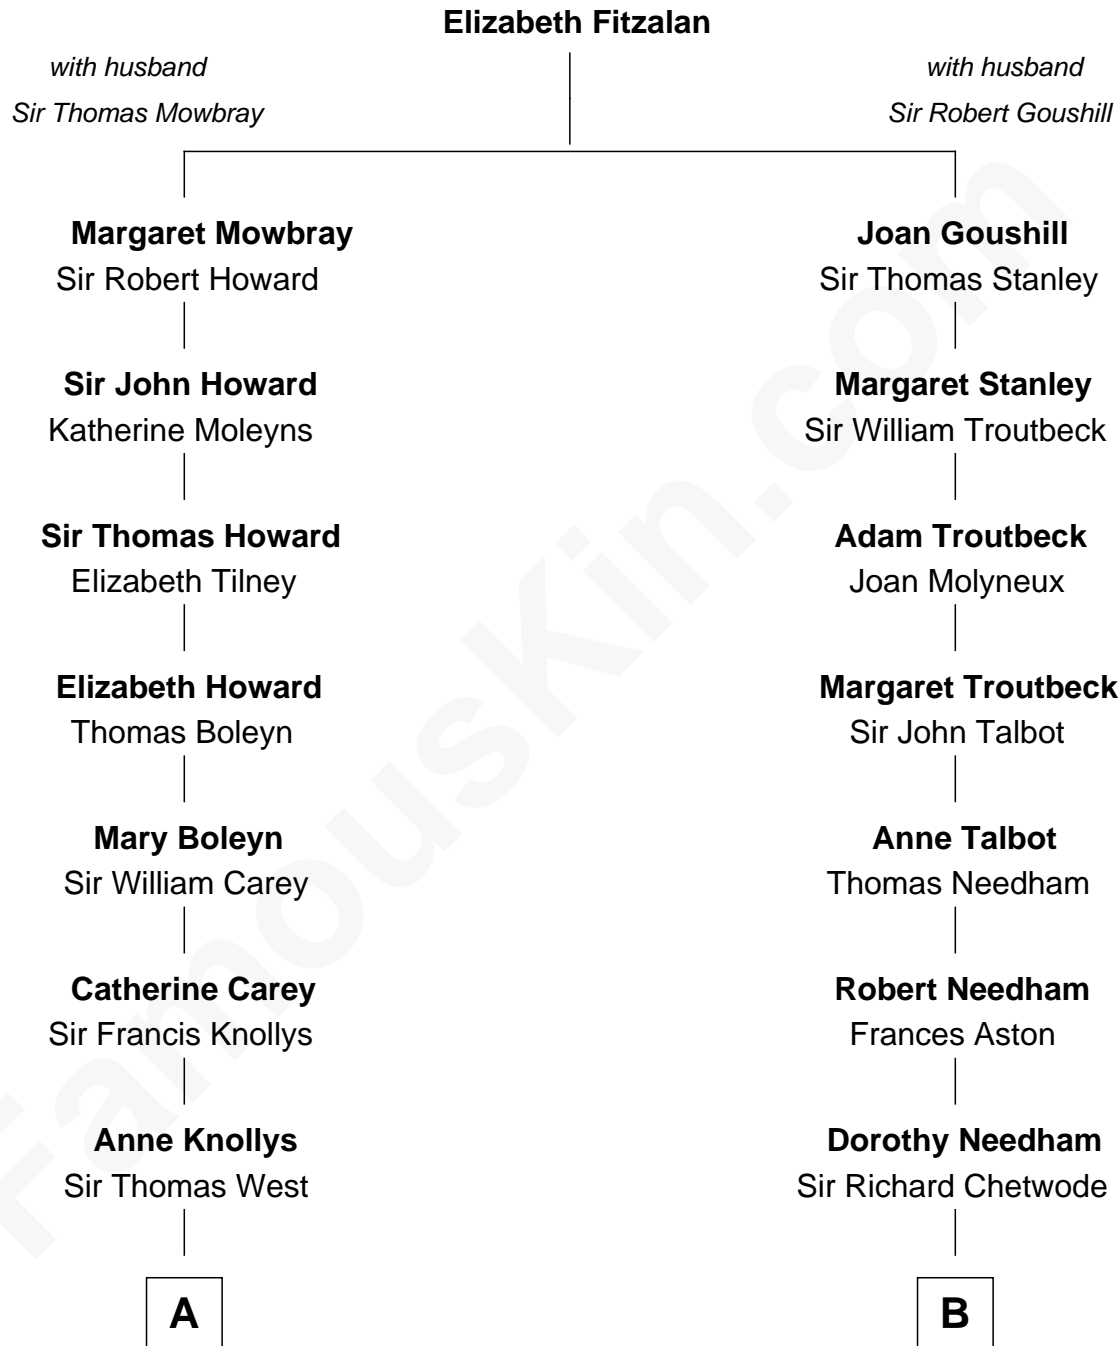 Elizabeth Fitzalan
with husband
Sir Thomas Mowbray
with husband
Sir Robert Goushill
Margaret Mowbray
Sir Robert Howard
Joan Goushill
Sir Thomas Stanley
Sir John Howard
Katherine Moleyns
Margaret Stanley
Sir William Troutbeck
Sir Thomas Howard
Elizabeth Tilney
Adam Troutbeck
Joan Molyneux
Elizabeth Howard
Thomas Boleyn
Margaret Troutbeck
Sir John Talbot
Mary Boleyn
Sir William Carey
Anne Talbot
Thomas Needham
Catherine Carey
Sir Francis Knollys
Robert Needham
Frances Aston
Anne Knollys
Sir Thomas West
Dorothy Needham
Sir Richard Chetwode
A
B
FamousKin.com